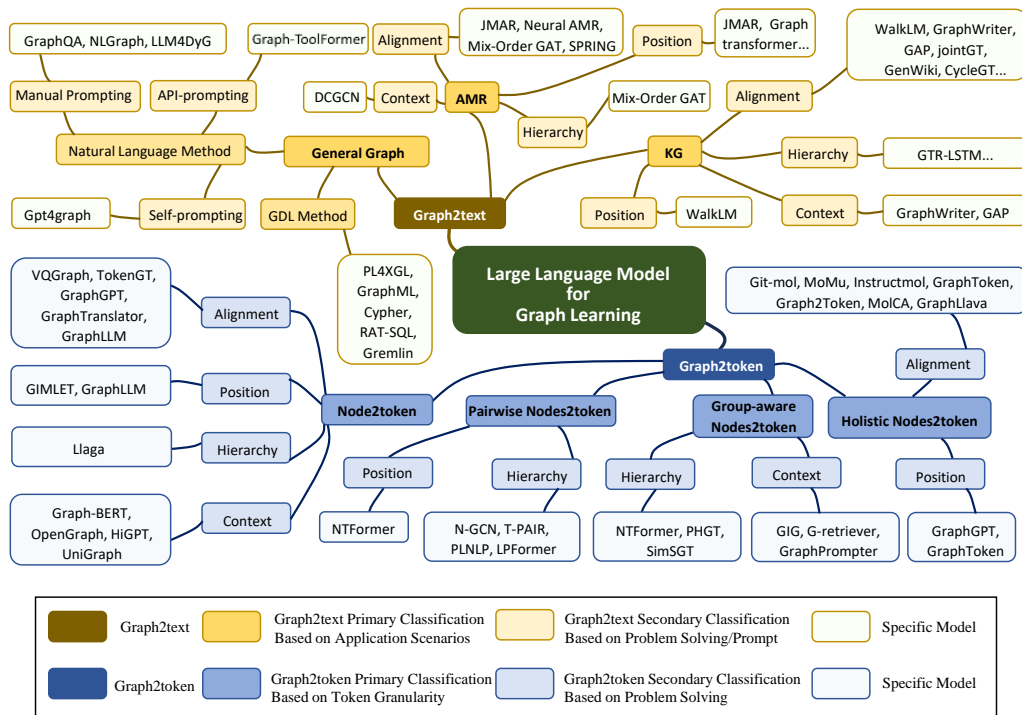 GraphQA, NLGraph, LLM4DyG
Graph-ToolFormer
Alignment
JMAR, Neural AMR,
Mix-Order GAT, SPRING
Position
JMAR, Graph
transformer...
WalkLM, GraphWriter,
GAP, jointGT,
GenWiki, CycleGT...
Manual Prompting
API-prompting
DCGCN
Context
AMR
Mix-Order GAT
Alignment
Hierarchy
Natural Language Method
General Graph
KG
Hierarchy
GTR-LSTM...
Gpt4graph
Self-prompting
GDL Method
Graph2text
Position
WalkLM
Context
GraphWriter, GAP
VQGraph, TokenGT,
GraphGPT,
GraphTranslator,
GraphLLM
Alignment
PL4XGL,
GraphML,
Cypher,
RAT-SQL,
Gremlin
Large Language Model
for
Graph Learning
Git-mol, MoMu, Instructmol, GraphToken,
Graph2Token, MolCA, GraphLlava
Graph2token
Alignment
GIMLET, GraphLLM
Position
Node2token
Pairwise Nodes2token
Group-aware
Nodes2token
Holistic Nodes2token
Llaga
Hierarchy
Position
Hierarchy
Hierarchy
Context
Position
Graph-BERT,
OpenGraph, HiGPT,
UniGraph
Context
NTFormer
N-GCN, T-PAIR,
PLNLP, LPFormer
NTFormer, PHGT,
SimSGT
GIG, G-retriever,
GraphPrompter
GraphGPT,
GraphToken
Graph2text
Graph2text Primary Classification
Based on Application Scenarios
Graph2text Secondary Classification
Based on Problem Solving/Prompt
Specific Model
Graph2token
Graph2token Primary Classification
Based on Token Granularity
Graph2token Secondary Classification
Based on Problem Solving
Specific Model